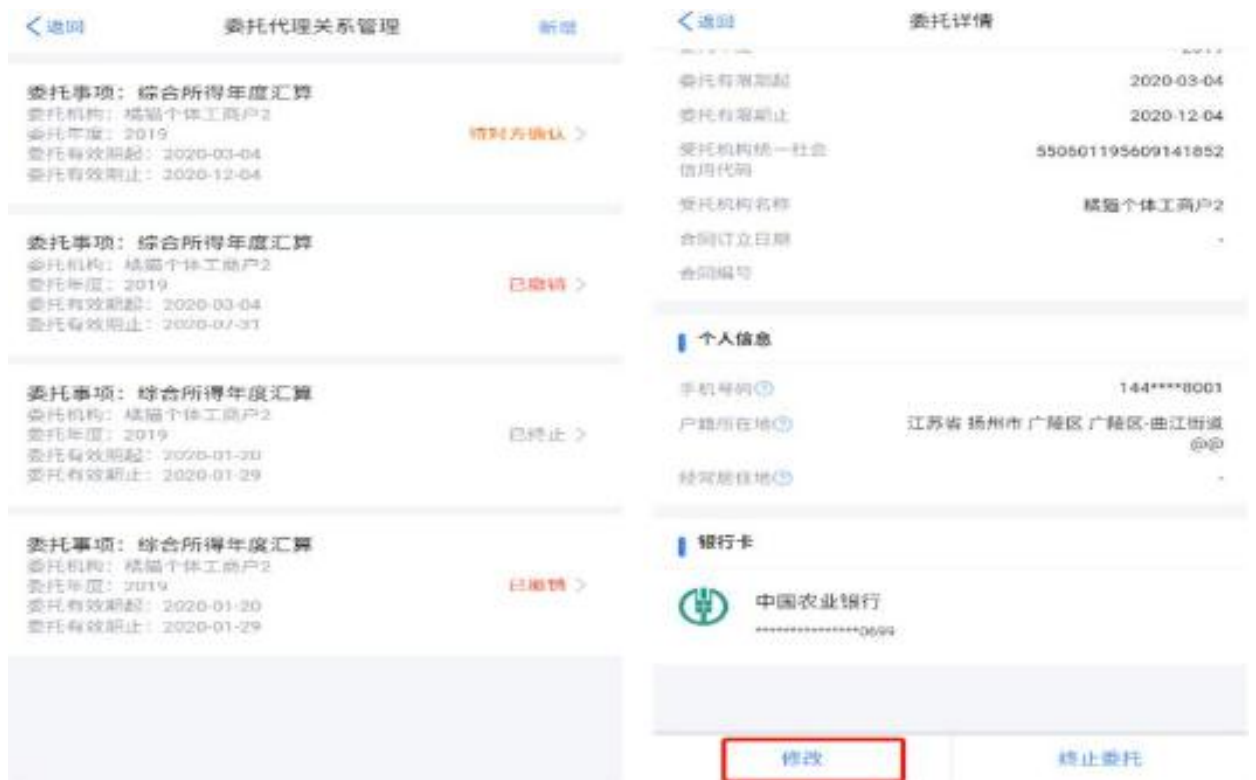 返回
委托代理关系管理
新增
委托事项：综合所得年度汇算
委托机构：橘猫个体工商户2
委托年度：2019
委托有效期起：2020-03-04
委托有效期止：2020-12-04
待对方确认
委托事项：综合所得年度汇算
委托机构：橘猫个体工商户2
委托年度：2019
委托有效期起：2020-03-04
委托有效期止：2020-07-31
已撤销
委托事项：综合所得年度汇算
委托机构：橘猫个体工商户2
委托年度：2019
委托有效期起：2020-01-20
委托有效期止：2020-01-29
已终止
委托事项：综合所得年度汇算
委托机构：橘猫个体工商户2
委托年度：2019
委托有效期起：2020-01-20
委托有效期止：2020-01-29
已撤销
返回
委托详情
2019
委托有限期起
2020-03-04
委托有限期止
2020-12-04
受托机构统一社会
信用代码
550601195609141852
受托机构名称
橘猫个体工商户2
合同订立日期
-
合同编号
个人信息
手机号码
144****8001
户籍所在地
江苏省 扬州市 广陵区 广陵区-曲江街道
@@
经常居住地
-
银行卡
中国农业银行
***************0699
修改
终止委托